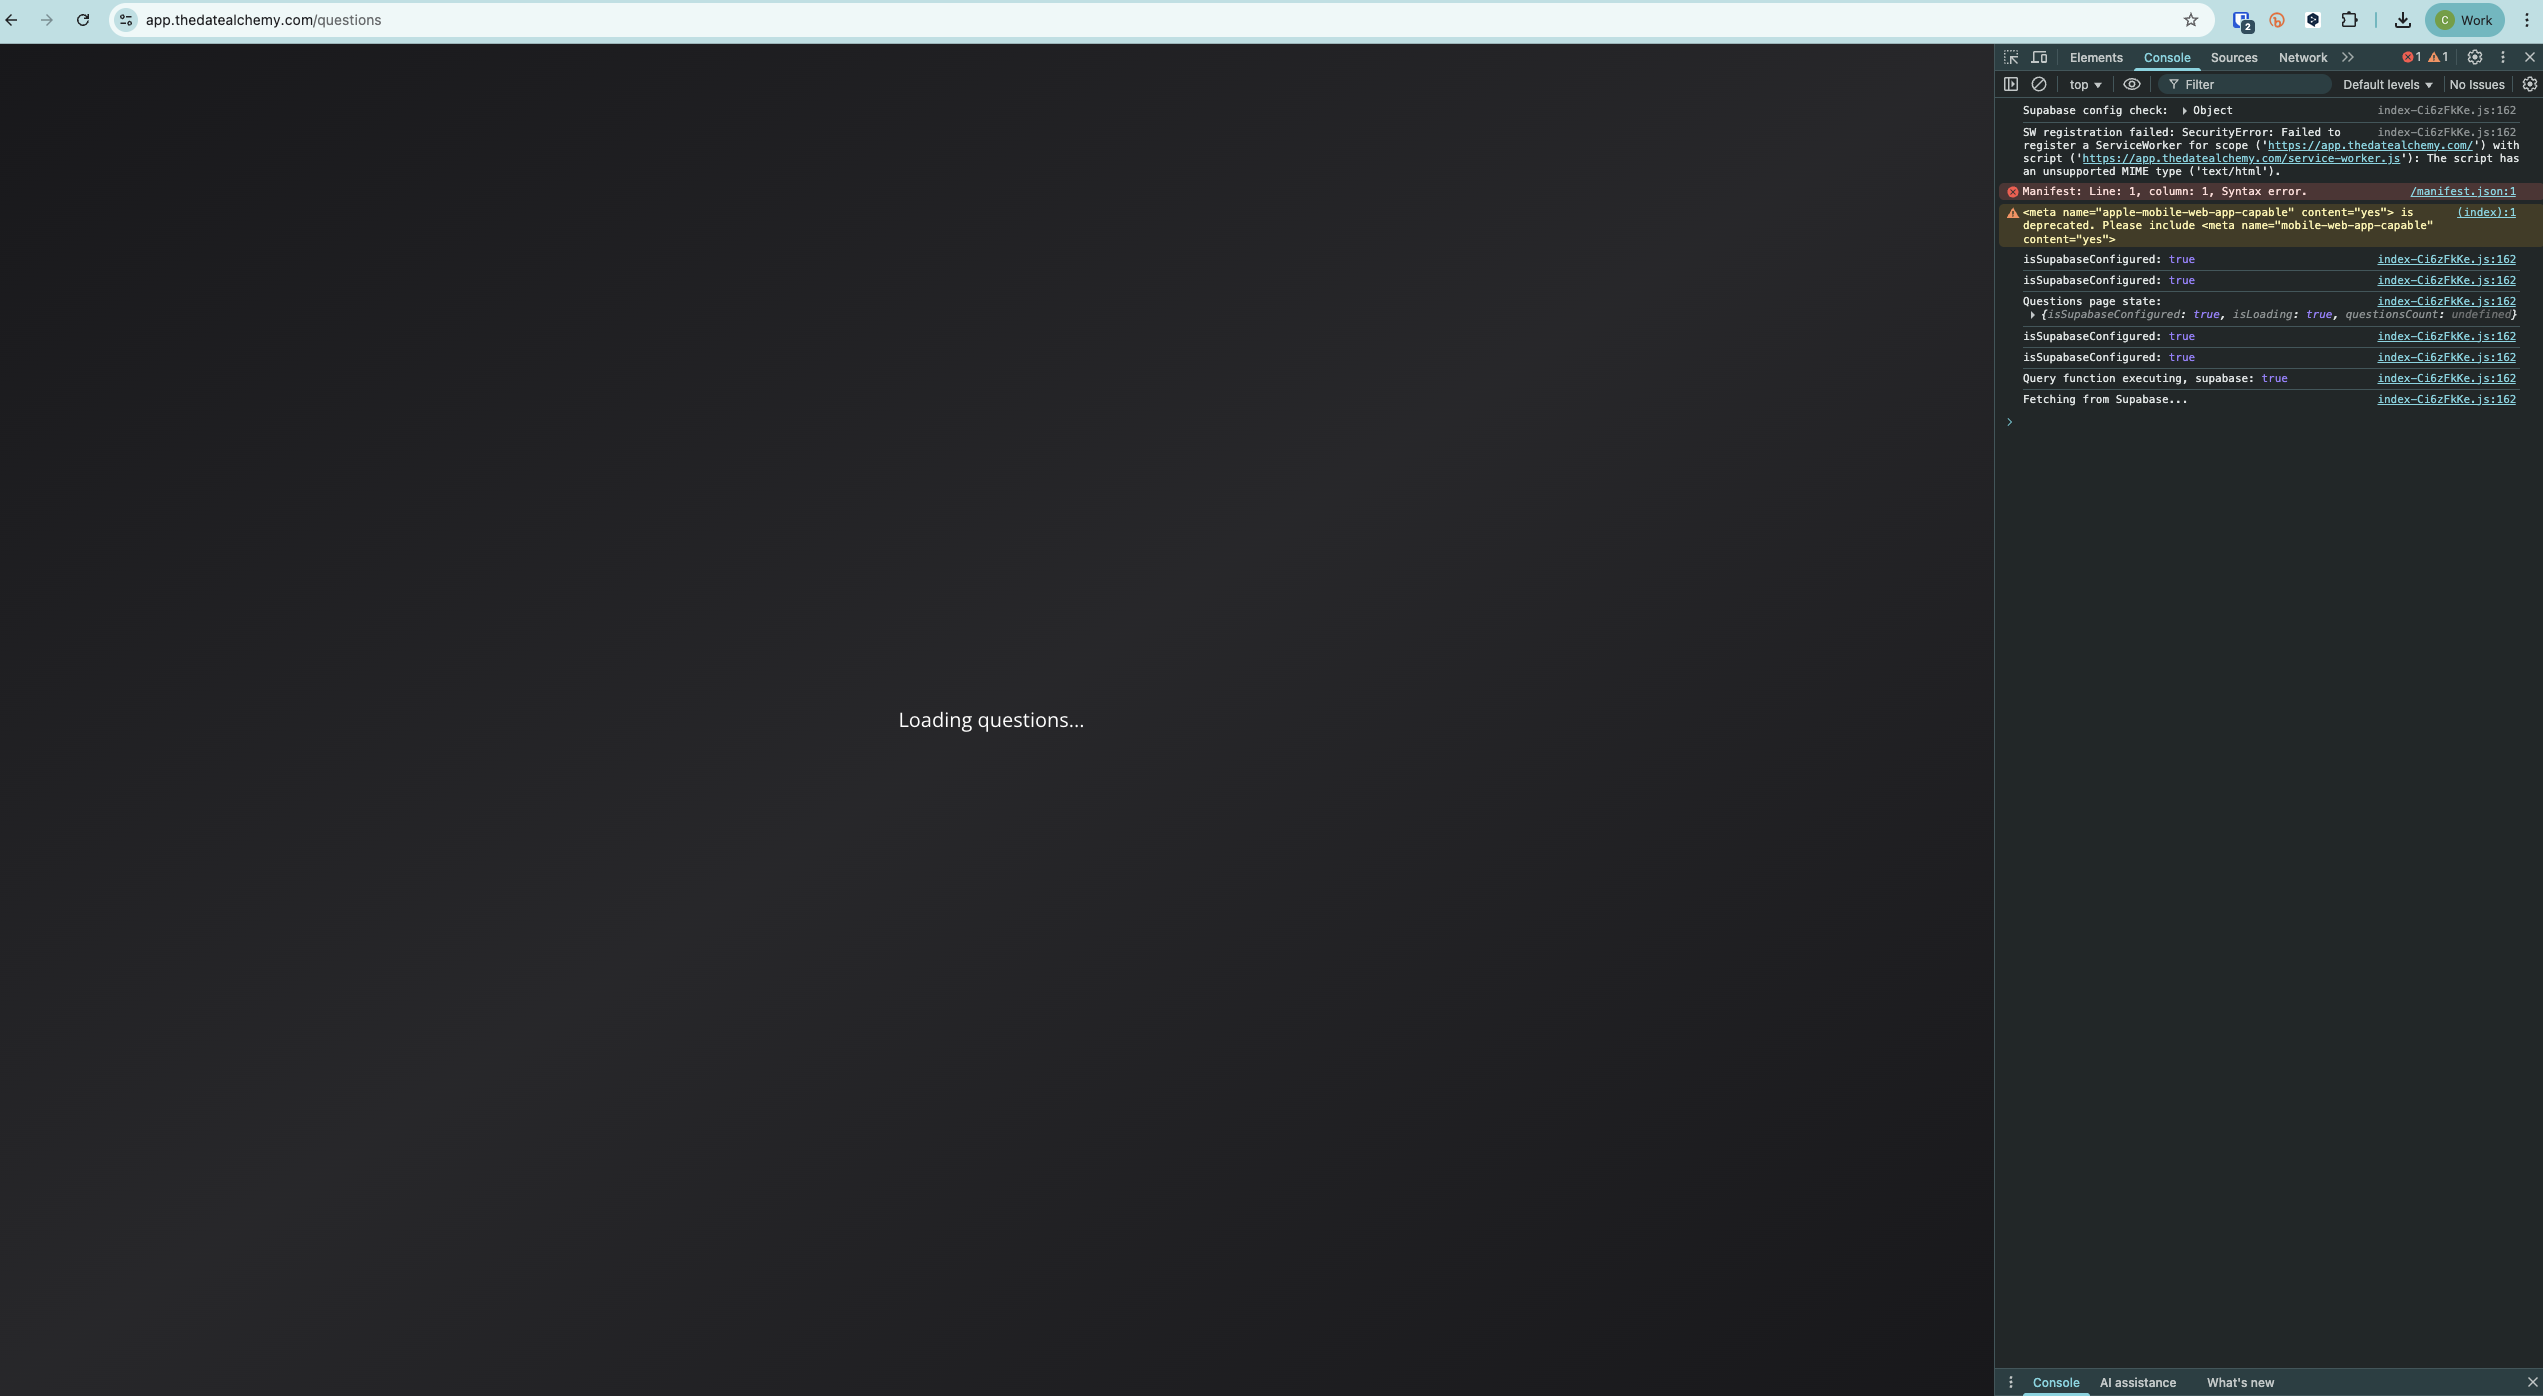 app.thedatealchemy.com/questions
2
C Work
Elements Console Sources Network 1 1
top Filter Default levels No Issues
Supabase config check: Object index-Ci6zFkKe.js:162
SW registration failed: SecurityError: Failed to index-Ci6zFkKe.js:162
register a ServiceWorker for scope ('https://app.thedatealchemy.com/') with
script ('https://app.thedatealchemy.com/service-worker.js'): The script has
an unsupported MIME type ('text/html').
Manifest: Line: 1, column: 1, Syntax error. /manifest.json:1
<meta name="apple-mobile-web-app-capable" content="yes"> is (index):1
deprecated. Please include <meta name="mobile-web-app-capable"
content="yes">
isSupabaseConfigured: true index-Ci6zFkKe.js:162
isSupabaseConfigured: true index-Ci6zFkKe.js:162
Questions page state: index-Ci6zFkKe.js:162
{isSupabaseConfigured: true, isLoading: true, questionsCount: undefined}
isSupabaseConfigured: true index-Ci6zFkKe.js:162
isSupabaseConfigured: true index-Ci6zFkKe.js:162
Query function executing, supabase: true index-Ci6zFkKe.js:162
Fetching from Supabase... index-Ci6zFkKe.js:162
Loading questions...
Console AI assistance What's new